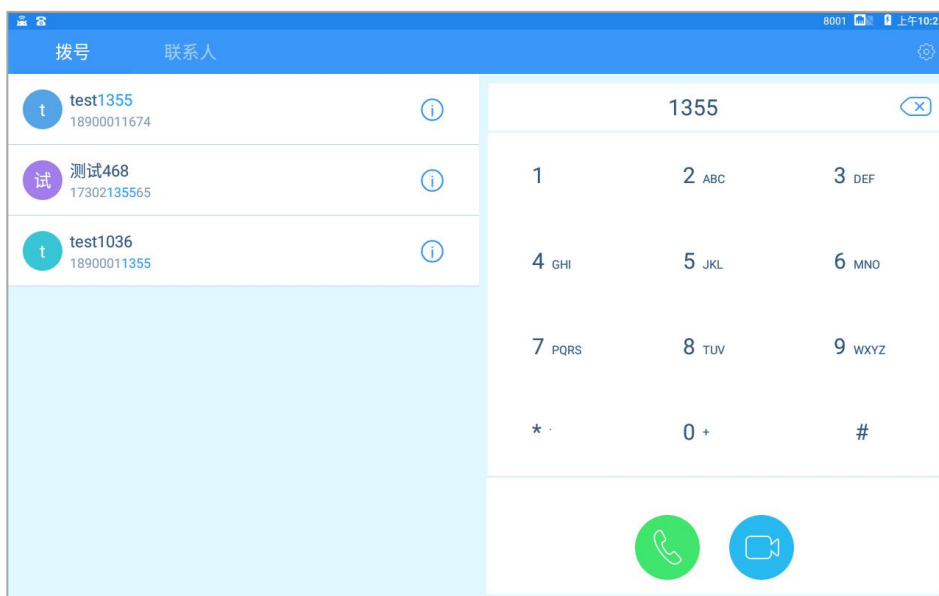 8001 上午10:2
拨号 联系人
t test1355
18900011674
试 测试468
17302135565
t test1036
18900011355
1355
1 2 ABC 3 DEF
4 GHI 5 JKL 6 MNO
7 PQRS 8 TUV 9 WXYZ
* 0 + #